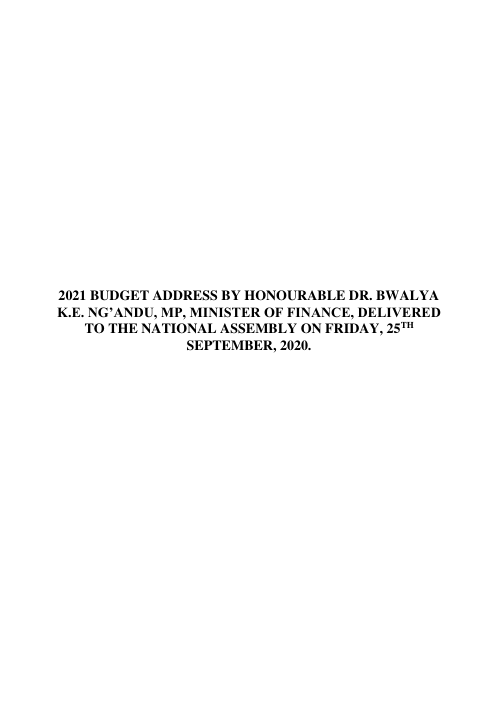 2021 BUDGET ADDRESS BY HONOURABLE DR. BWALYA
K.E. NG’ANDU, MP, MINISTER OF FINANCE, DELIVERED
TO THE NATIONAL ASSEMBLY ON FRIDAY, 25TH
SEPTEMBER, 2020.